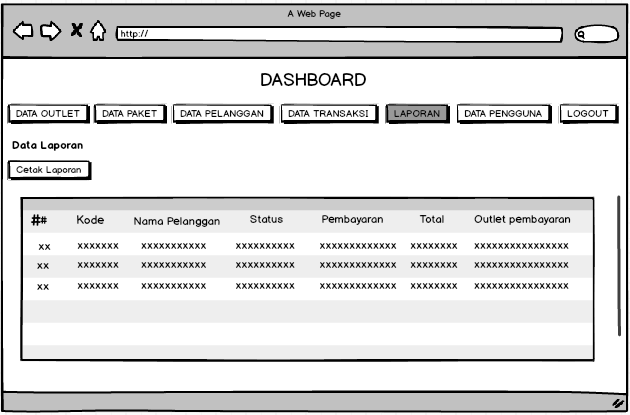 A Web Page
http://
DASHBOARD
DATA OUTLET DATA PAKET DATA PELANGGAN DATA TRANSAKSI LAPORAN DATA PENGGUNA LOGOUT
Data Laporan
Cetak Laporan
## Kode Nama Pelanggan Status Pembayaran Total Outlet pembayaran
xx xxxxxxx xxxxxxxxxxx xxxxxxxxxx xxxxxxxxxxxxx xxxxxxxx xxxxxxxxxxxxxxxx
xx xxxxxxx xxxxxxxxxxx xxxxxxxxxx xxxxxxxxxxxxx xxxxxxxx xxxxxxxxxxxxxxxx
xx xxxxxxx xxxxxxxxxxx xxxxxxxxxx xxxxxxxxxxxxx xxxxxxxx xxxxxxxxxxxxxxxx